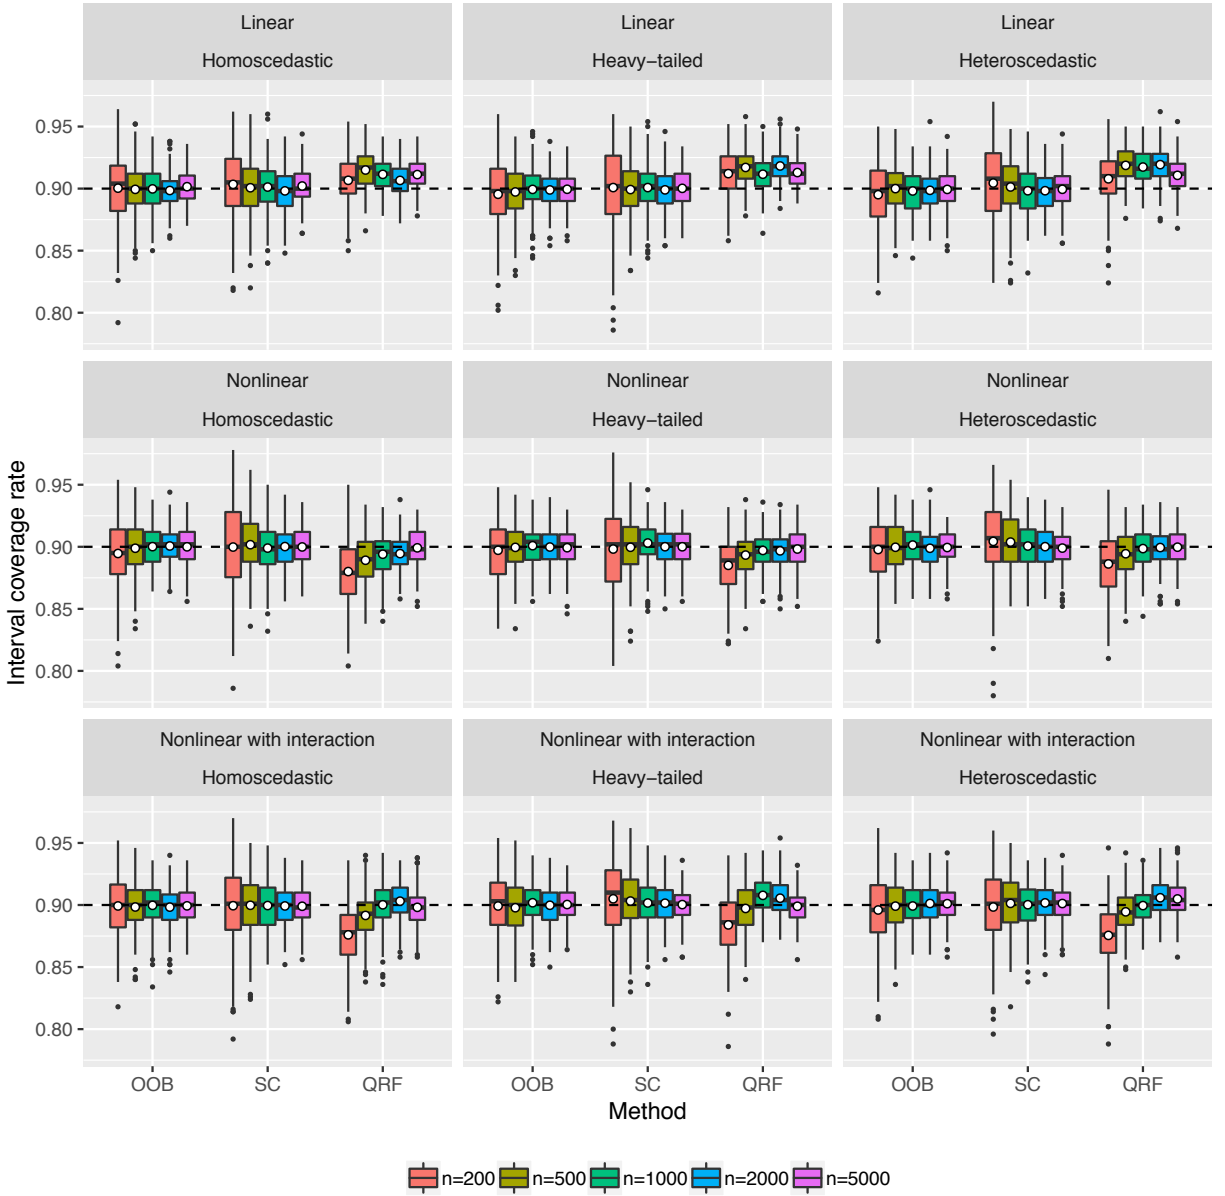 Linear
Linear
Linear
Homoscedastic
Heavy-tailed
Heteroscedastic
0.95
0.90
0.85
0.80
Nonlinear
Nonlinear
Nonlinear
Homoscedastic
Heavy-tailed
Heteroscedastic
0.95
0.90
0.85
0.80
Interval coverage rate
Nonlinear with interaction
Nonlinear with interaction
Nonlinear with interaction
Homoscedastic
Heavy-tailed
Heteroscedastic
0.95
0.90
0.85
0.80
OOB SC QRF OOB SC QRF OOB SC QRF
Method
n=200 n=500 n=1000 n=2000 n=5000